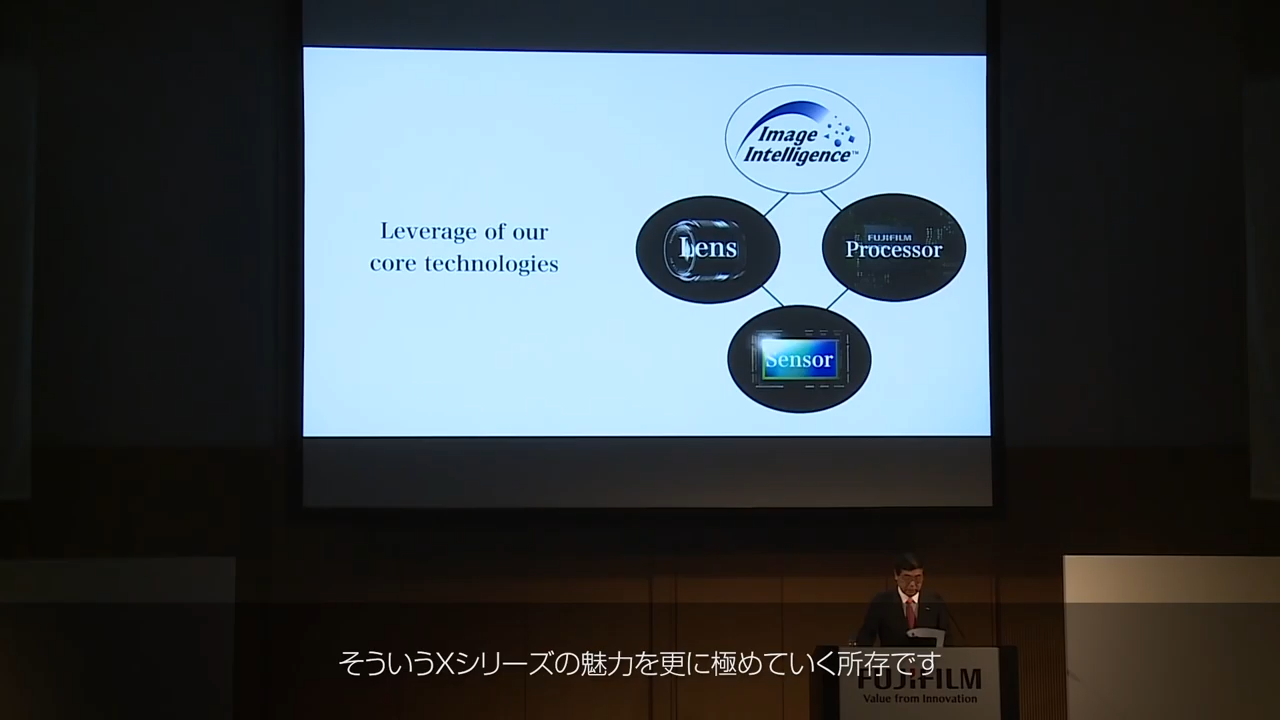 Image
Intelligence™
Leverage of our
core technologies
Lens
FUJIFILM
Processor
Sensor
そういうXシリーズの魅力を更に極めていく所存です
FUJIFILM
Value from Innovation